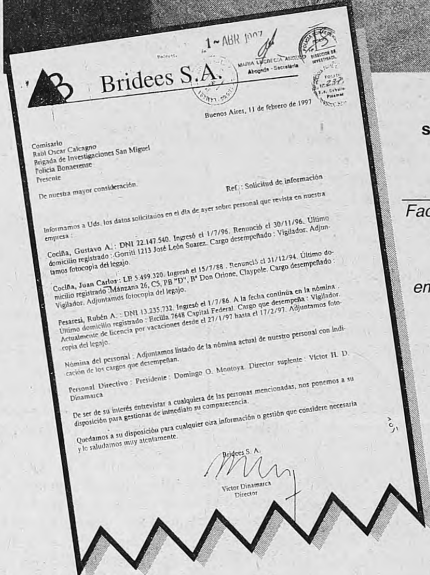 1 - ABR 1997
Bridees S.A.
MARIA LUCRECIA
Abogada - Secretaria
Buenos Aires, 11 de febrero de 1997
Comisario
Raúl Oscar Calcagno
Brigada de Investigaciones San Miguel
Policia Bonaerense
Presente
De nuestra mayor consideración.
Ref.: Solicitud de información
Informamos a Uds. los datos solicitados en el día de ayer sobre personal que revista en nuestra
empresa :
Cociña, Gustavo A.: DNI 22.147.540. Ingresó el 1/7/96. Renunció el 30/11/96. Último
domicilio registrado : Goriti 1213 José León Suarez. Cargo desempeñado : Vigilador. Adjun-
tamos fotocopia del legajo.
Cociña, Juan Carlos: LE 5.499.320. Ingresó el 15/7/88 . Renunció el 31/12/94. Último do-
micilio registrado :Manzana 26, C5, PB "D", Bº Don Orione, Claypole. Cargo desempeñado :
Vigilador. Adjuntamos fotocopia del legajo.
Pesaresi, Rubén A. : DNI 13.235.732. Ingresó el 1/7/86. A la fecha continúa en la nómina .
Último domicilio registrado : Ercilla 7648 Capital Federal. Cargo que desempeña : Vigilador.
Actualmente de licencia por vacaciones desde el 27/1/97 hasta el 17/2/97. Adjuntamos foto-
copia del legajo.
Nómina del personal : Adjuntamos listado de la nómina actual de nuestro personal con indi-
cación de los cargos que desempeñan.
Personal Directivo : Presidente : Domingo O. Montoya. Director suplente : Victor H. D.
Dinamarca
De ser de su interés entrevistar a cualquiera de las personas mencionadas, nos ponemos a su
disposición para gestionar de inmediato su comparecencia.
Quedamos a su disposición para cualquier otra información o gestión que considere necesaria
y lo saludamos muy atentamente.
Bridees S. A.
Victor Dinamarca
Director
s
Fac
en